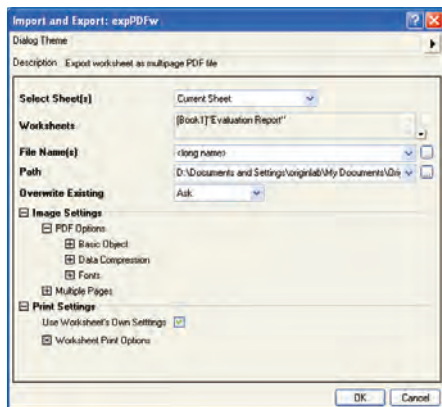 Import and Export: expPDFw
Dialog Theme
Description Export worksheet as multipage PDF file
Select Sheet(s) Current Sheet
Worksheets [Book1]"Evaluation Report"
File Name(s) <long name>
Path D:\Documents and Settings\originlab\My Documents\Ori
Overwrite Existing Ask
Image Settings
PDF Options
Basic Object
Data Compression
Fonts
Multiple Pages
Print Settings
Use Worksheet's Own Setttings
Worksheet Print Options
OK Cancel